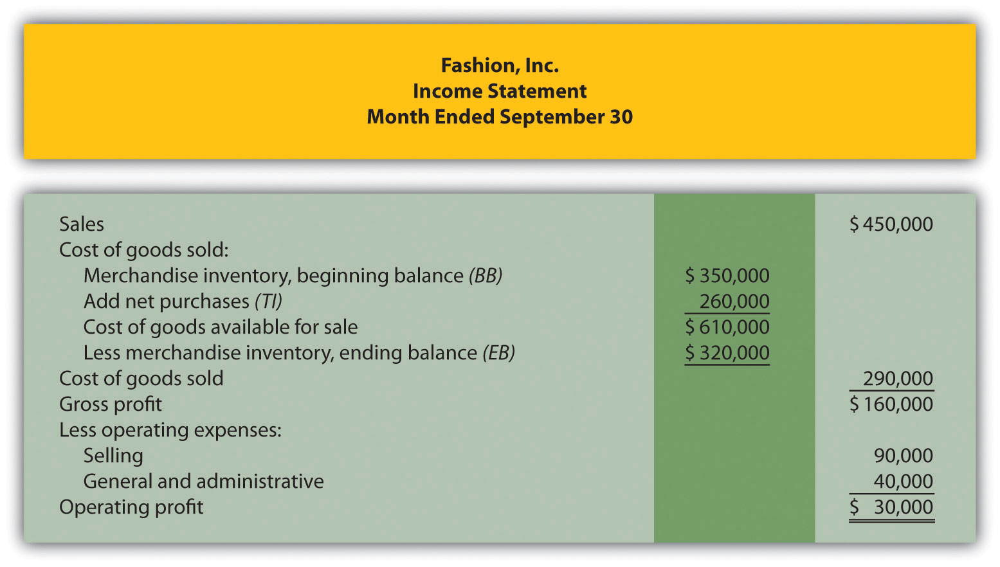 Fashion, Inc.
Income Statement
Month Ended September 30
Sales $ 450,000
Cost of goods sold:
Merchandise inventory, beginning balance (BB) $ 350,000
Add net purchases (TI) 260,000
Cost of goods available for sale $ 610,000
Less merchandise inventory, ending balance (EB) $ 320,000
Cost of goods sold 290,000
Gross profit $ 160,000
Less operating expenses:
Selling 90,000
General and administrative 40,000
Operating profit $ 30,000